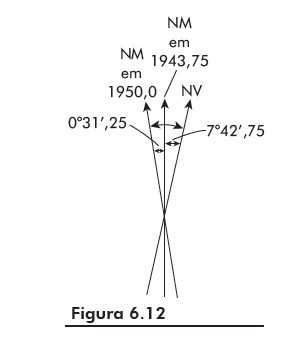 NM
em
1943,75
NM
em
1950,0
NV
0°31',25
7°42',75
Figura 6.12